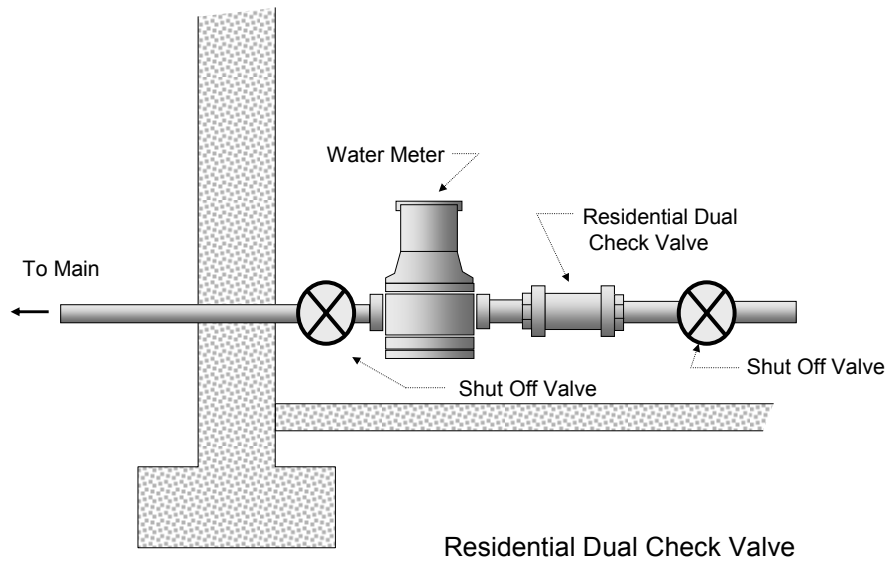 Water Meter
Residential Dual
Check Valve
To Main
Shut Off Valve
Shut Off Valve
Residential Dual Check Valve